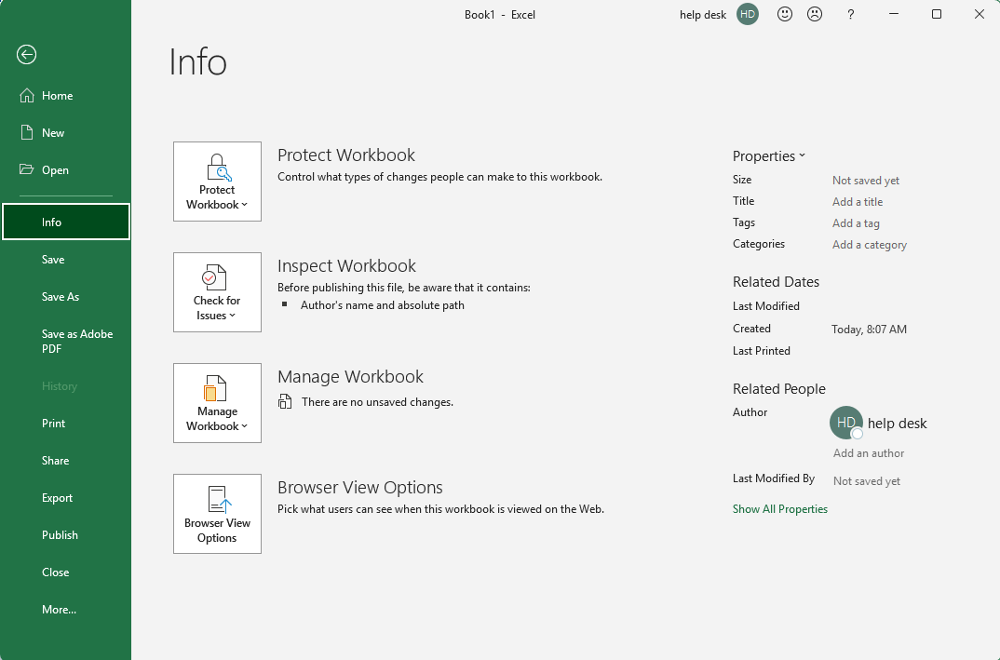 Book1 - Excel
help desk
HD
?
Info
Home
New
Open
Info
Save
Save As
Save as Adobe
PDF
History
Print
Share
Export
Publish
Close
More...
Protect
Workbook
Protect Workbook
Control what types of changes people can make to this workbook.
Check for
Issues
Inspect Workbook
Before publishing this file, be aware that it contains:
Author's name and absolute path
Manage
Workbook
Manage Workbook
There are no unsaved changes.
Browser View
Options
Browser View Options
Pick what users can see when this workbook is viewed on the Web.
Properties
Size Not saved yet
Title Add a title
Tags Add a tag
Categories Add a category
Related Dates
Last Modified
Created Today, 8:07 AM
Last Printed
Related People
Author
HD help desk
Add an author
Last Modified By Not saved yet
Show All Properties